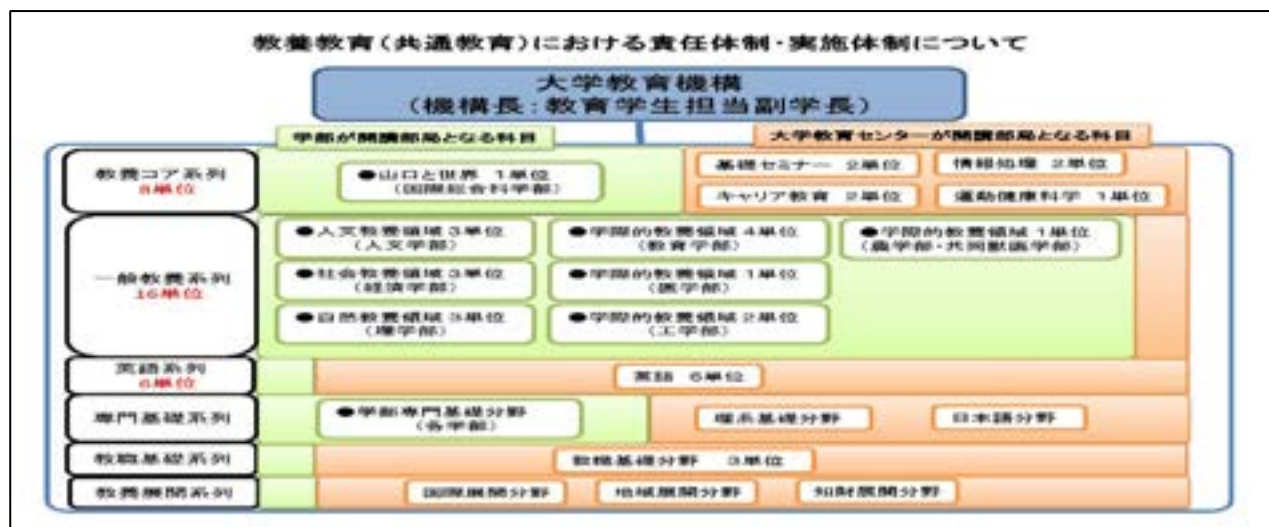 教養教育(共通教育)における責任体制・実施体制について
大学教育機構
(機構長:教育学生担当副学長)
学部が開講部局となる科目
大学教育センターが開講部局となる科目
教養コア系列
8単位
●山口と世界 1単位
(国際総合科学部)
基礎セミナー 2単位
情報処理 2単位
キャリア教育 2単位
運動健康科学 1単位
一般教養系列
16単位
●人文教養領域 3単位
(人文学部)
●学際的教養領域 4単位
(教育学部)
●学際的教養領域 1単位
(農学部・共同獣医学部)
●社会教養領域 3単位
(経済学部)
●学際的教養領域 1単位
(医学部)
●自然教養領域 3単位
(理学部)
●学際的教養領域 2単位
(工学部)
英語系列
6単位
英語 6単位
専門基礎系列
●学部専門基礎分野
(各学部)
理系基礎分野
日本語分野
教職基礎系列
教職基礎分野 3単位
教養展開系列
国際展開分野
地域展開分野
知財展開分野